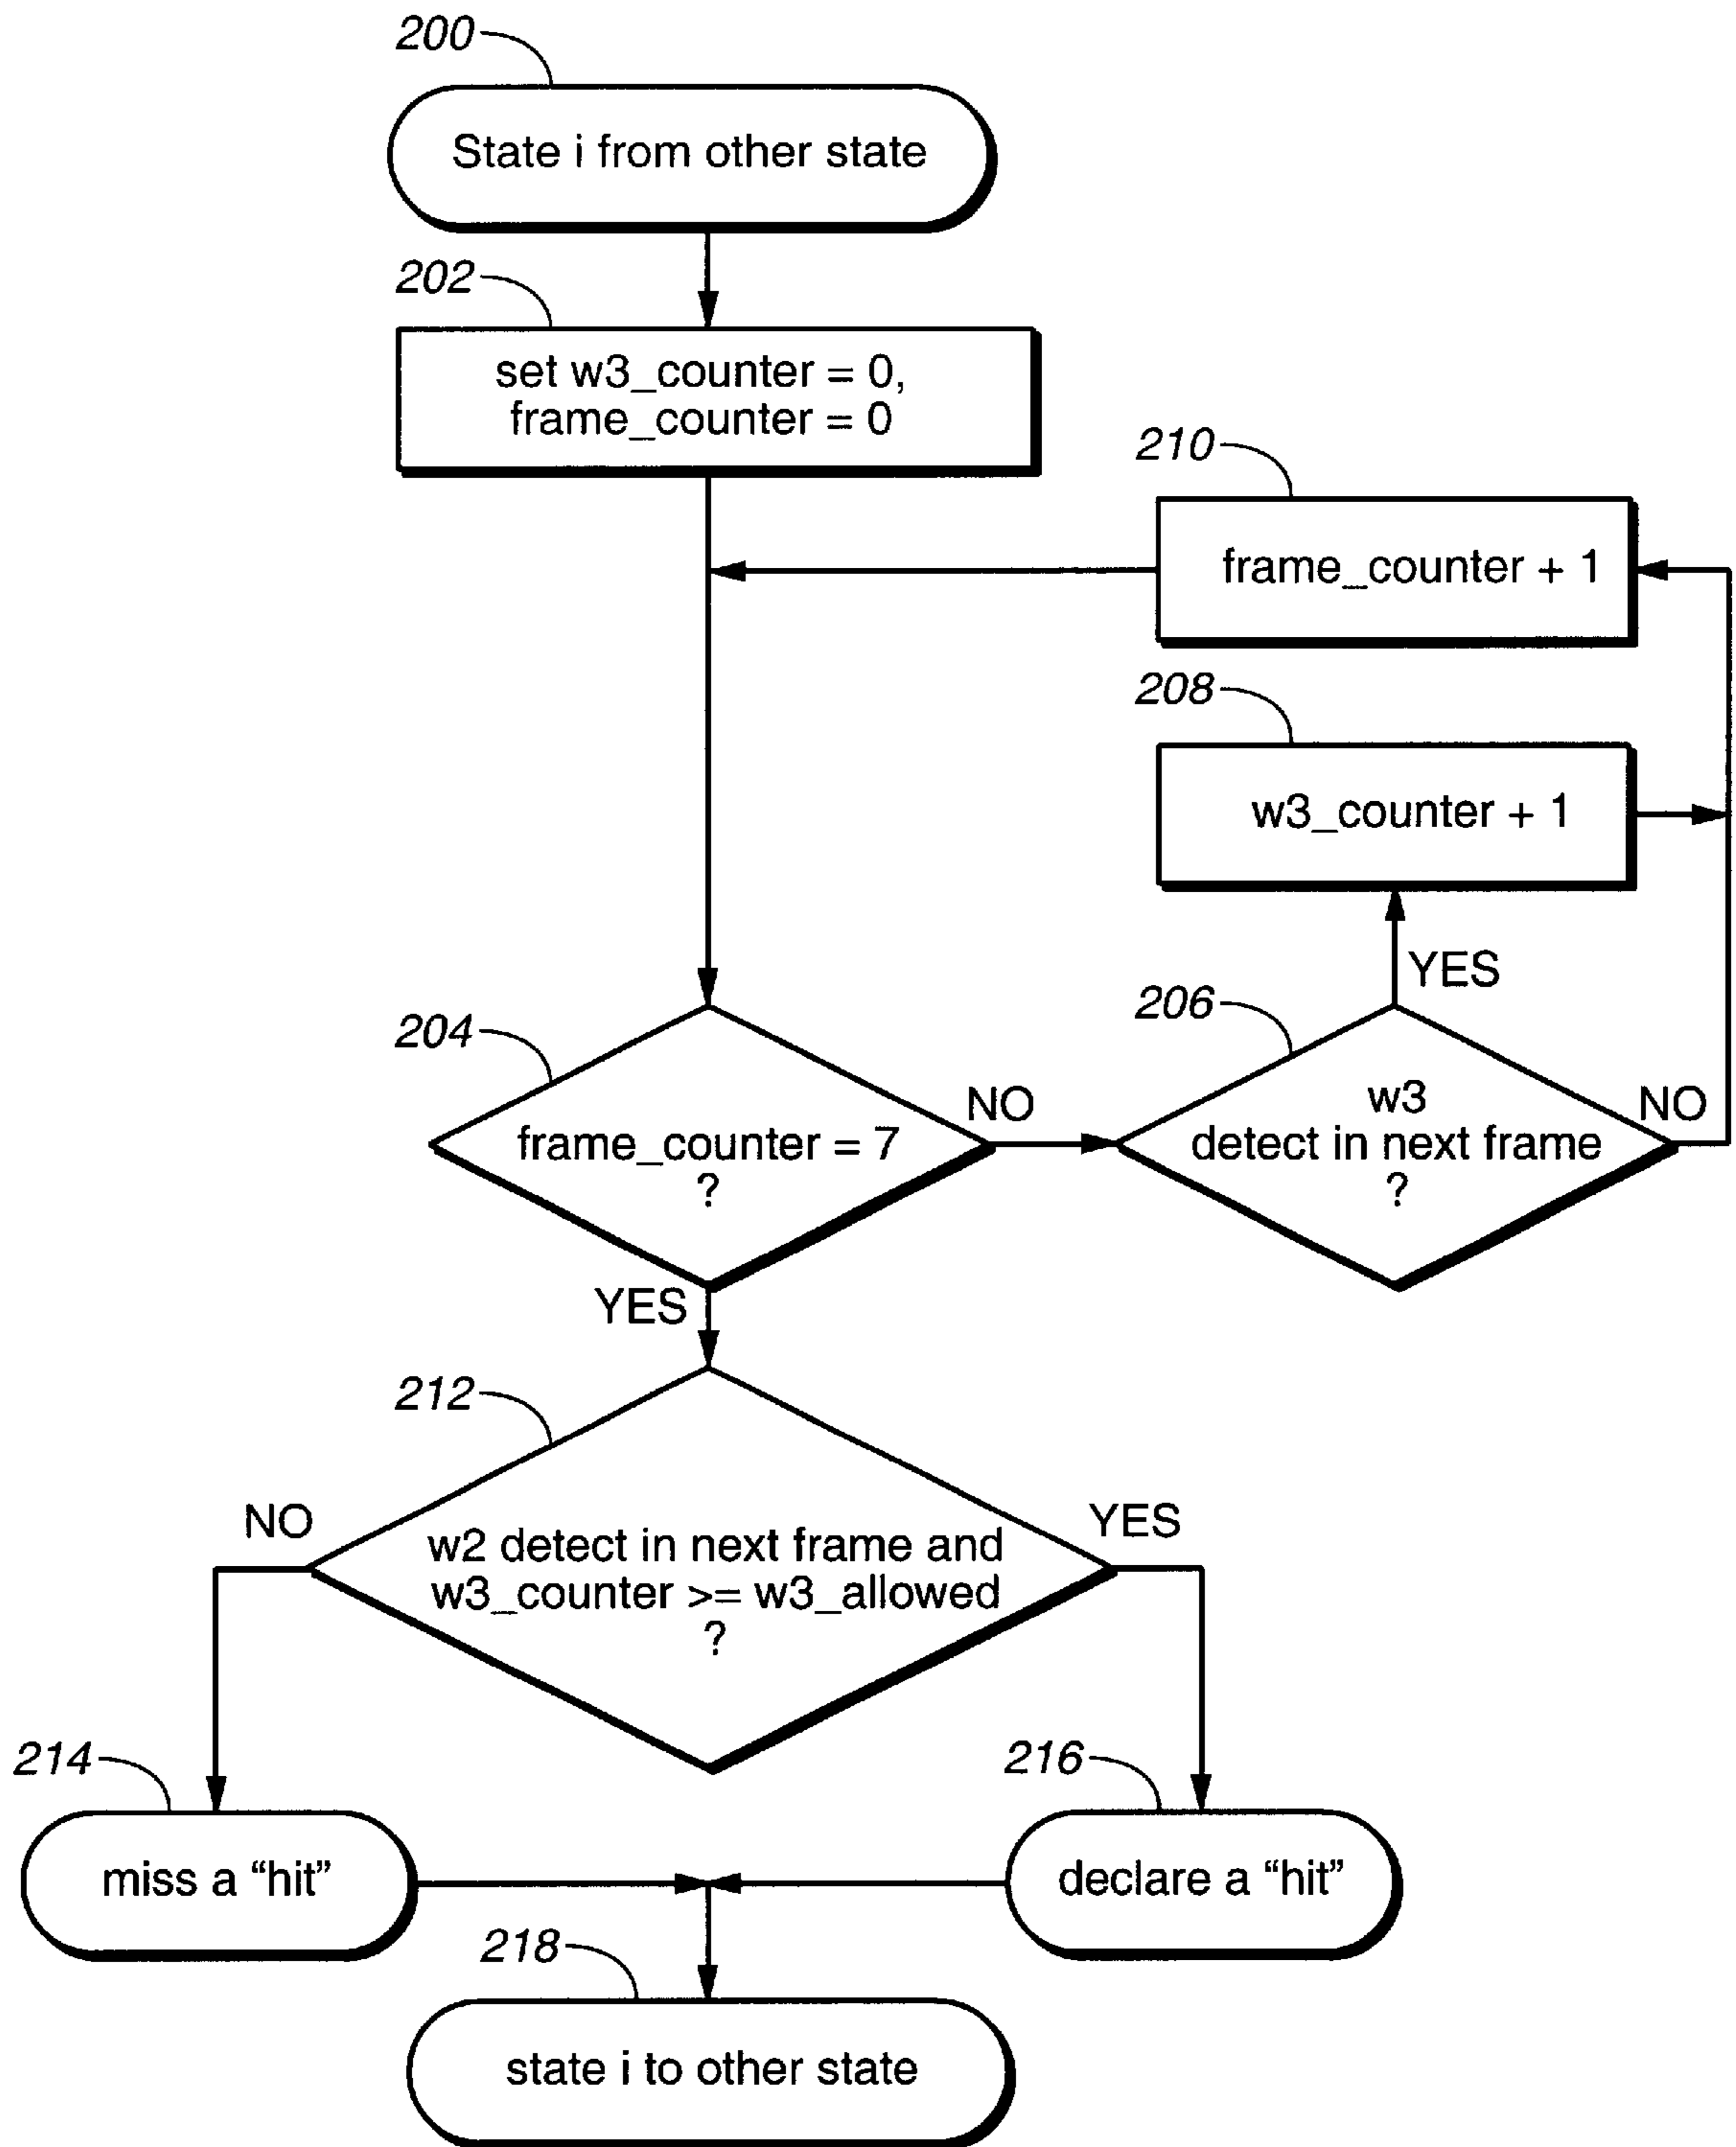 200
State i from other state
202
set w3_counter = 0,
frame_counter = 0
210
frame_counter + 1
208
w3_counter + 1
YES
206
w3
detect in next frame
?
NO
204
NO
frame_counter = 7
?
YES
212
NO
YES
w2 detect in next frame and
w3_counter >= w3_allowed
?
214
miss a “hit”
216
declare a “hit”
218
state i to other state